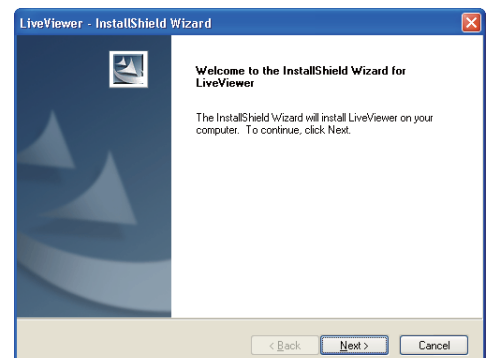 LiveViewer - InstallShield Wizard
Welcome to the InstallShield Wizard for
LiveViewer
The InstallShield Wizard will install LiveViewer on your
computer. To continue, click Next.
< Back
Next >
Cancel